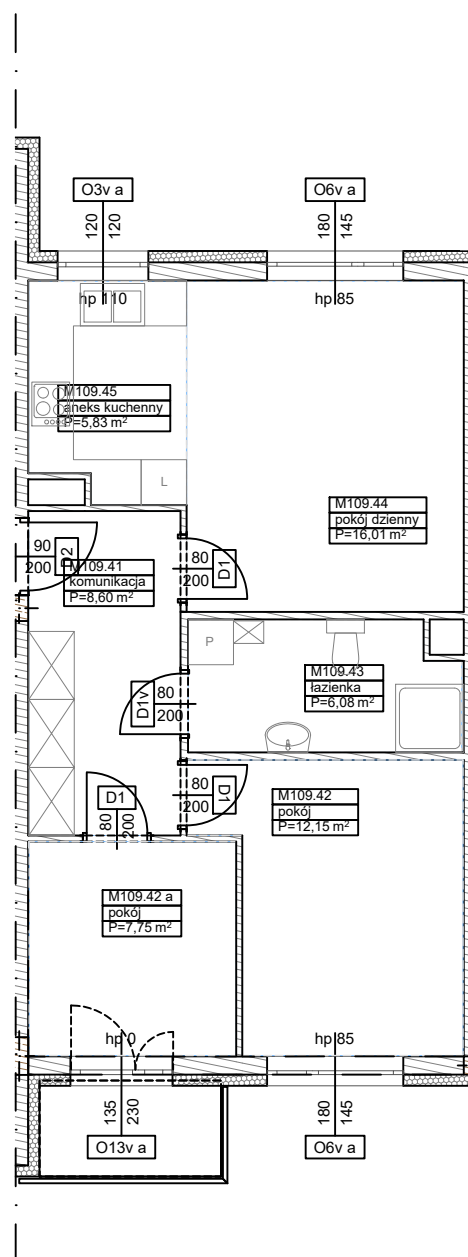 O3v a
O6v a
120
120
180
145
hp 110
hp 85
M109.45
aneks kuchenny
P=5,83 m²
L
M109.44
pokój dzienny
P=16,01 m²
90
200
D2
M109.41
komunikacja
P=8,60 m²
80
200
D1
P
M109.43
łazienka
P=6,08 m²
D1v
80
200
80
200
D1
D1
80
200
M109.42
pokój
P=12,15 m²
M109.42 a
pokój
P=7,75 m²
hp 0
hp 85
135
230
180
145
O13v a
O6v a